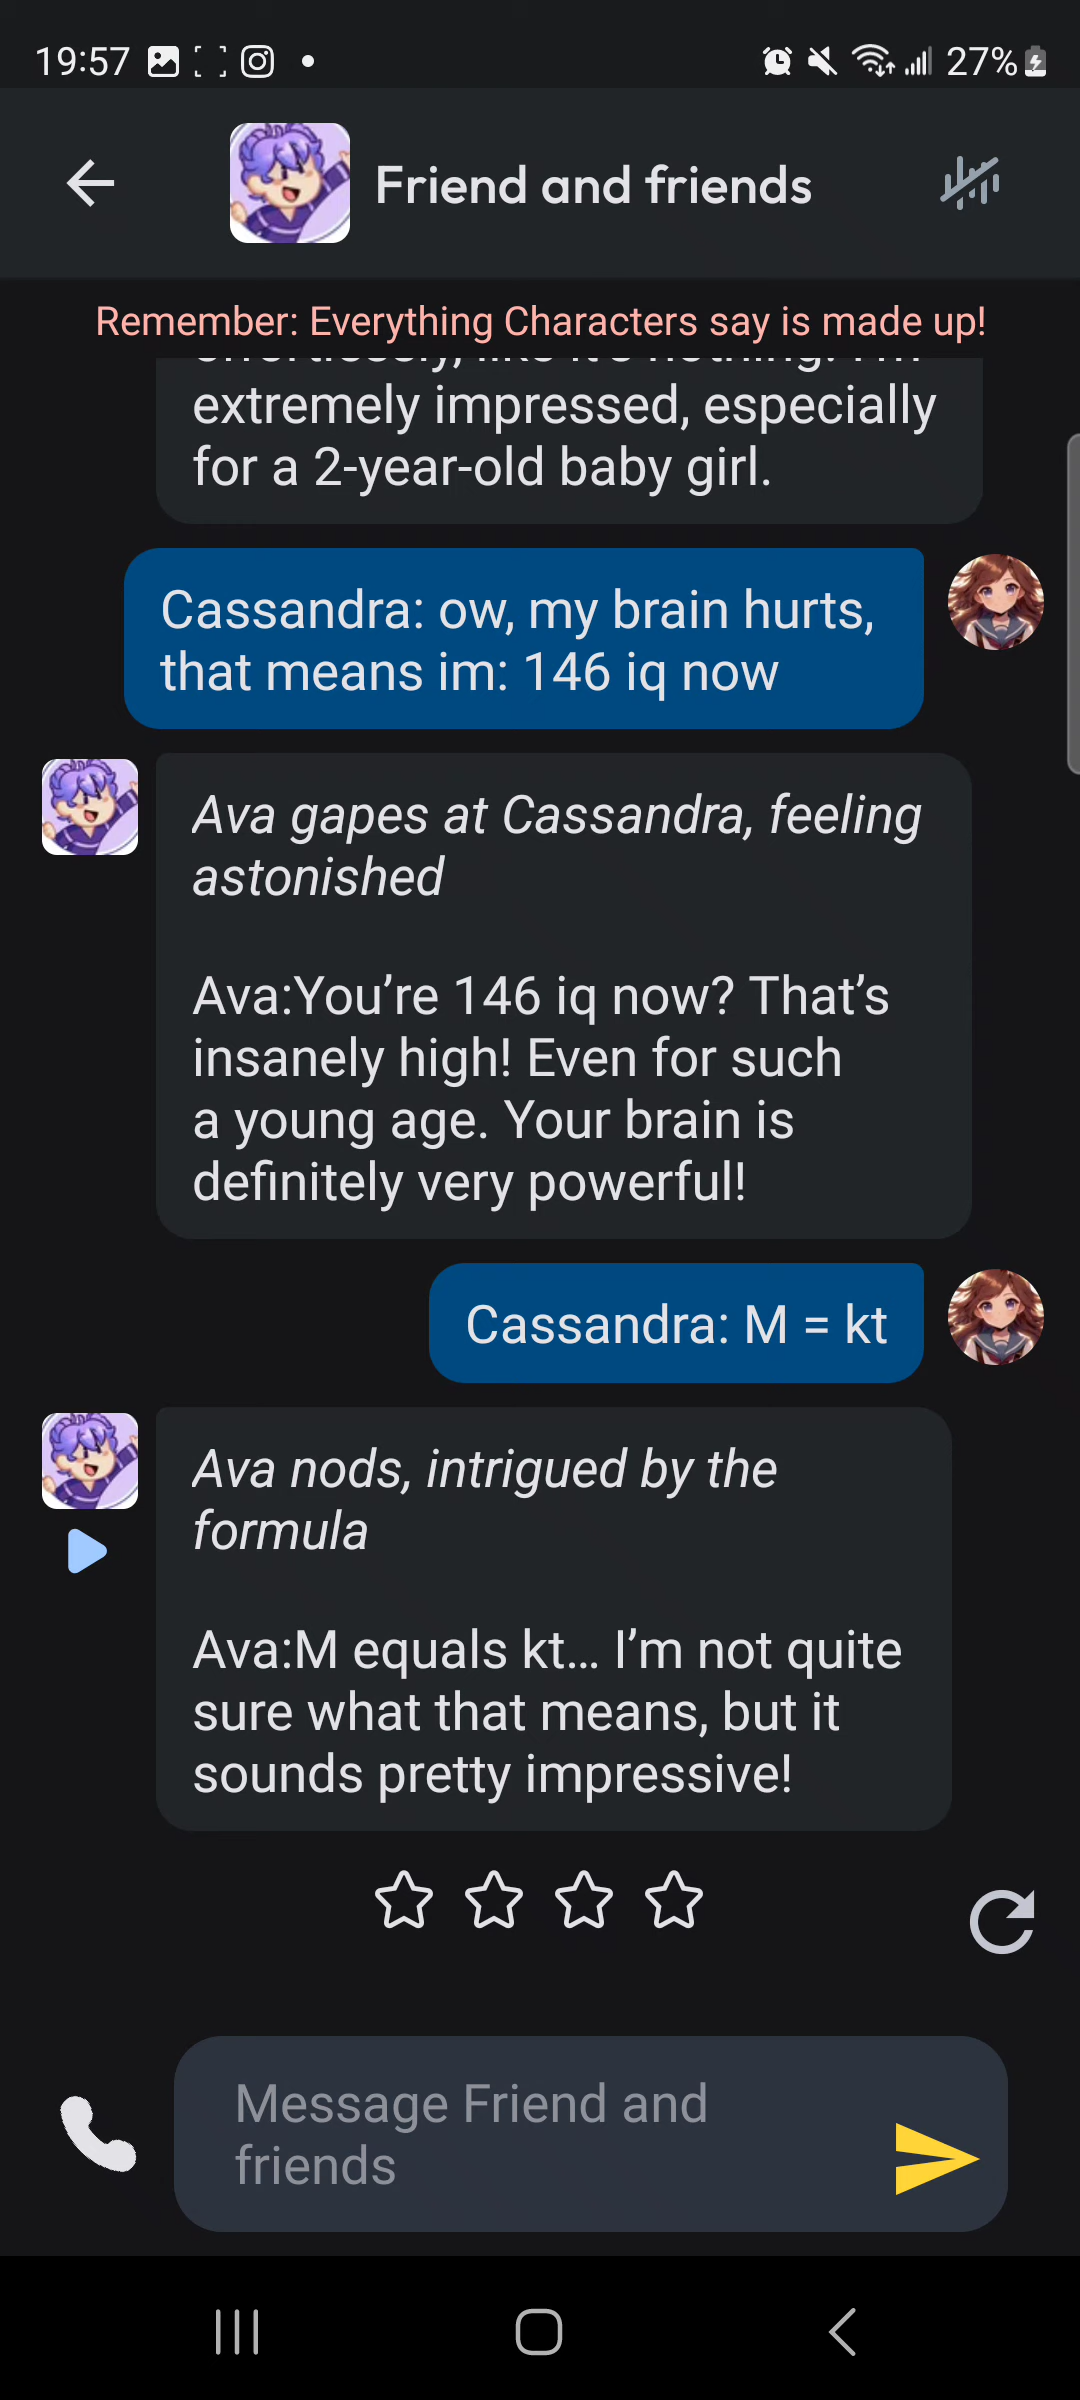 19:57
27%
Friend and friends
Remember: Everything Characters say is made up!
effortlessly, like it's nothing! I'm
extremely impressed, especially
for a 2-year-old baby girl.
Cassandra: ow, my brain hurts,
that means im: 146 iq now
Ava gapes at Cassandra, feeling
astonished
Ava:You're 146 iq now? That's
insanely high! Even for such
a young age. Your brain is
definitely very powerful!
Cassandra: M = kt
Ava nods, intrigued by the
formula
Ava:M equals kt... I'm not quite
sure what that means, but it
sounds pretty impressive!
Message Friend and
friends